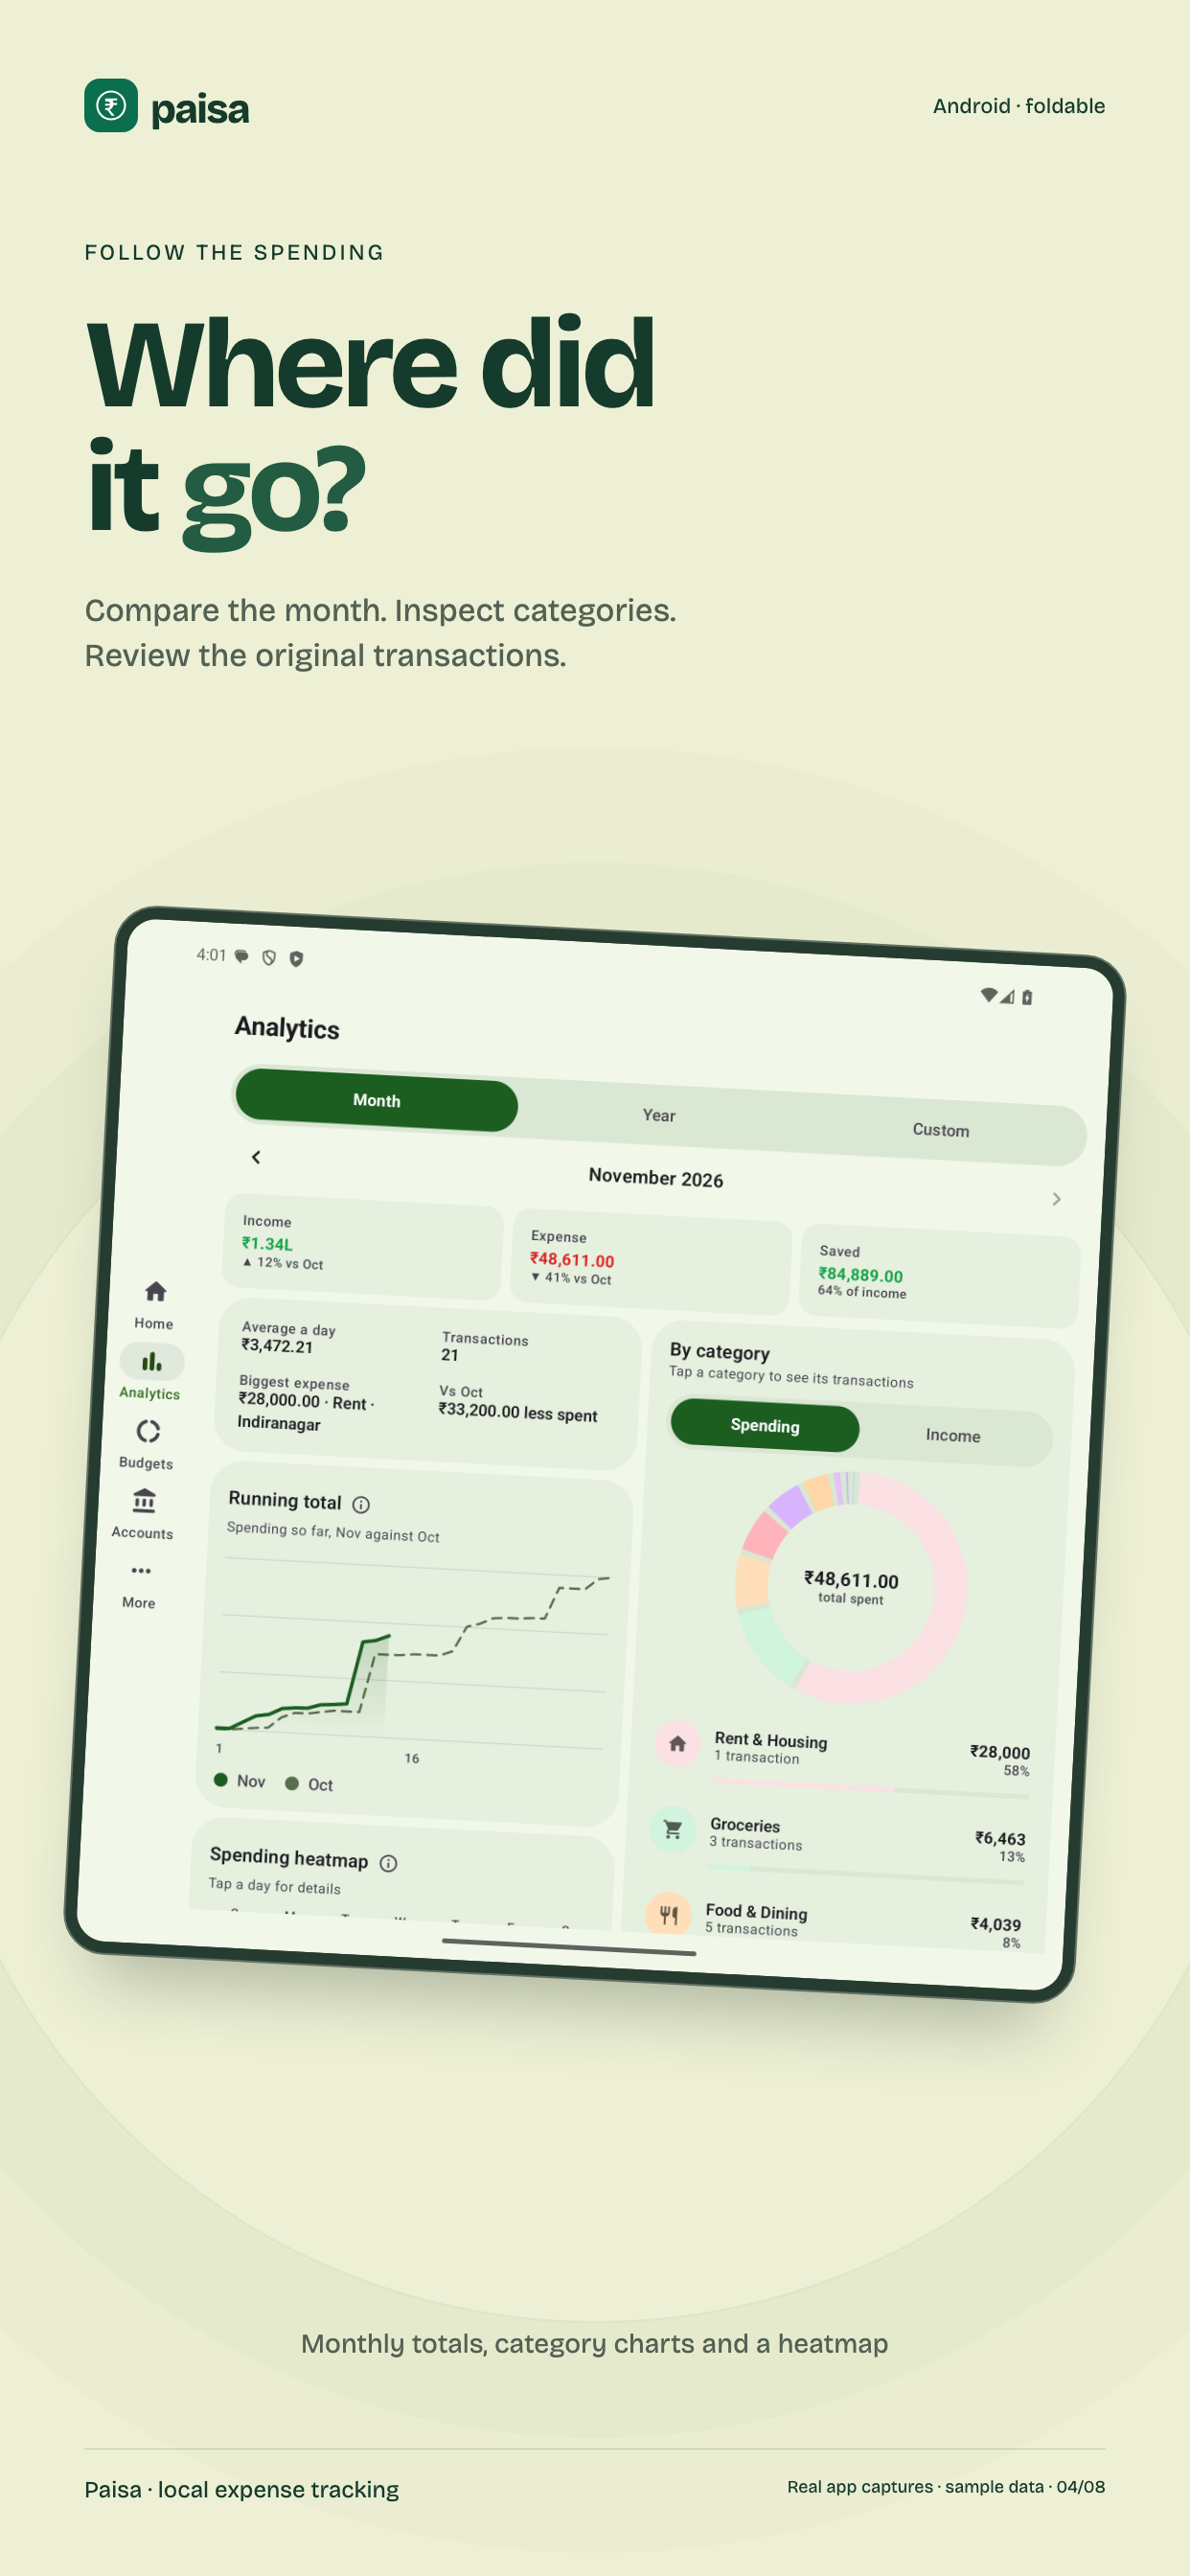 paisa
Android · foldable
FOLLOW THE SPENDING
Where did
it go?
Compare the month. Inspect categories.
Review the original transactions.
4:01
Analytics
Month
Year
Custom
November 2026
Income
₹1.34L
▲ 12% vs Oct
Expense
₹48,611.00
▼ 41% vs Oct
Saved
₹84,889.00
64% of income
Home
Analytics
Budgets
Accounts
More
Average a day
₹3,472.21
Transactions
21
Biggest expense
₹28,000.00 · Rent ·
Indiranagar
Vs Oct
₹33,200.00 less spent
Running total
Spending so far, Nov against Oct
1
16
Nov
Oct
Spending heatmap
Tap a day for details
By category
Tap a category to see its transactions
Spending
Income
₹48,611.00
total spent
Rent & Housing
1 transaction
₹28,000
58%
Groceries
3 transactions
₹6,463
13%
Food & Dining
5 transactions
₹4,039
8%
Monthly totals, category charts and a heatmap
Paisa · local expense tracking
Real app captures · sample data · 04/08